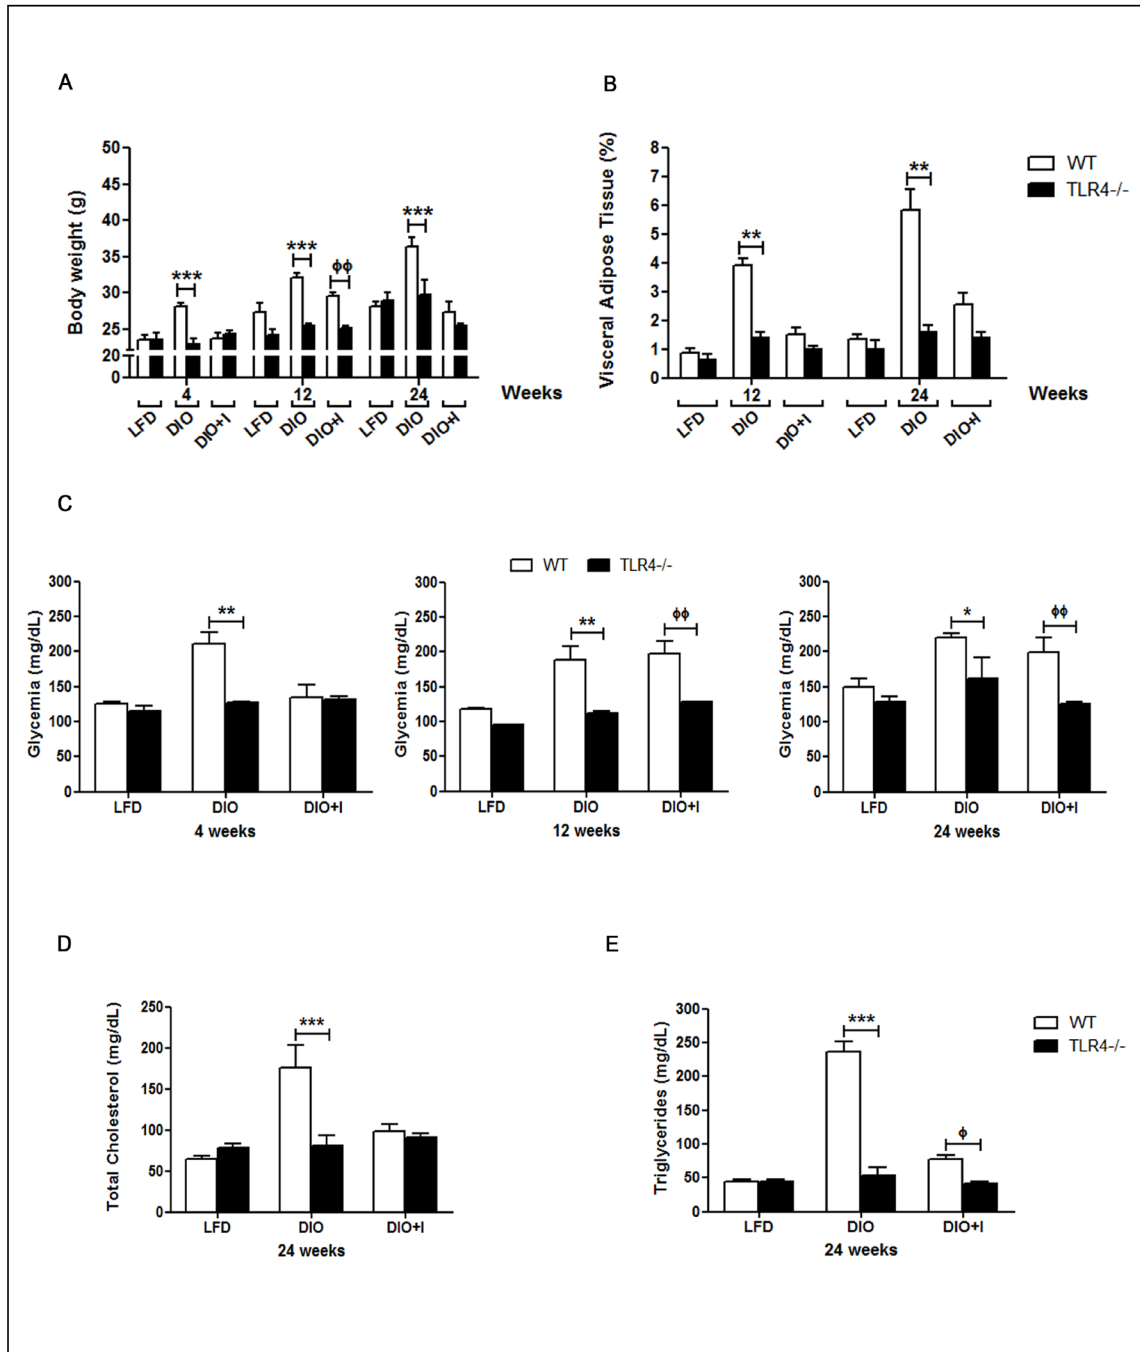 A
B
Body weight (g)
50
45
40
35
30
25
20
0
***
***
ϕϕ
***
4
12
24
Weeks
LFD
DIO
DIO+I
LFD
DIO
DIO+I
LFD
DIO
DIO+I
Visceral Adipose Tissue (%)
8
7
6
5
4
3
2
1
0
**
**
12
24
Weeks
LFD
DIO
DIO+I
LFD
DIO
DIO+I
WT
TLR4-/-
C
WT
TLR4-/-
Glycemia (mg/dL)
300
250
200
150
100
50
0
**
LFD
DIO
DIO+I
4 weeks
Glycemia (mg/dL)
300
250
200
150
100
50
0
**
ϕϕ
LFD
DIO
DIO+I
12 weeks
Glycemia (mg/dL)
300
250
200
150
100
50
0
*
ϕϕ
LFD
DIO
DIO+I
24 weeks
D
E
Total Cholesterol (mg/dL)
250
200
150
100
50
0
***
LFD
DIO
DIO+I
24 weeks
Triglycerides (mg/dL)
300
250
200
150
100
50
0
***
ϕ
LFD
DIO
DIO+I
24 weeks
WT
TLR4-/-